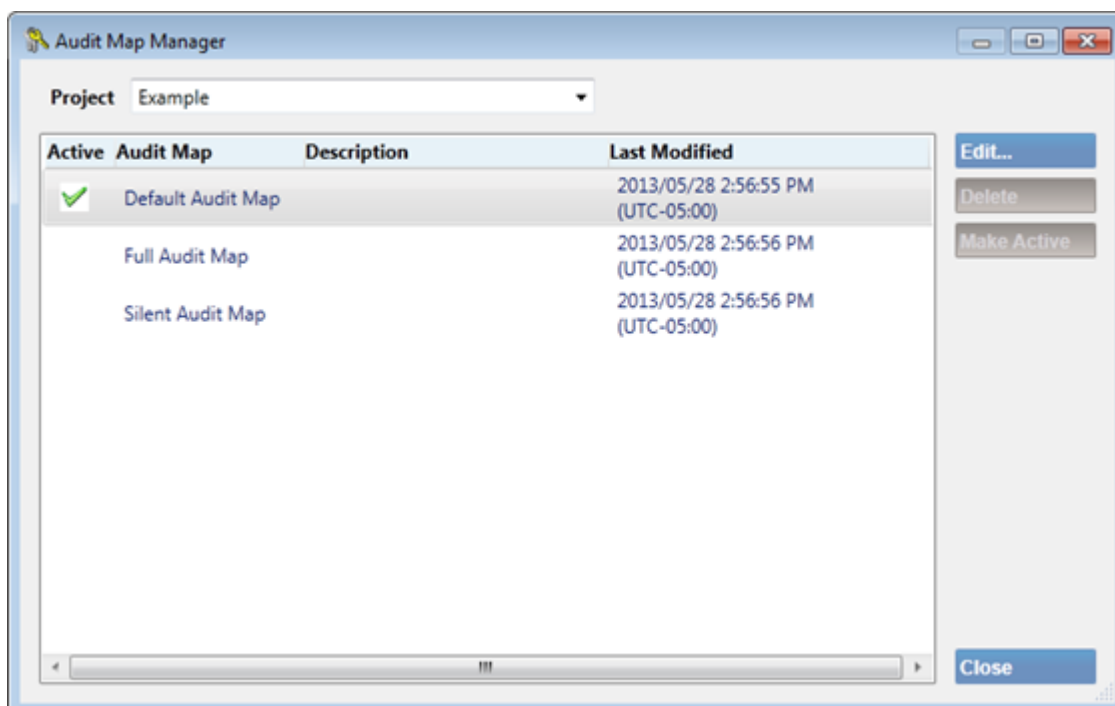 Audit Map Manager
Project Example
Active Audit Map Description Last Modified
Default Audit Map 2013/05/28 2:56:55 PM
(UTC-05:00)
Full Audit Map 2013/05/28 2:56:56 PM
(UTC-05:00)
Silent Audit Map 2013/05/28 2:56:56 PM
(UTC-05:00)
Edit...
Delete
Make Active
Close